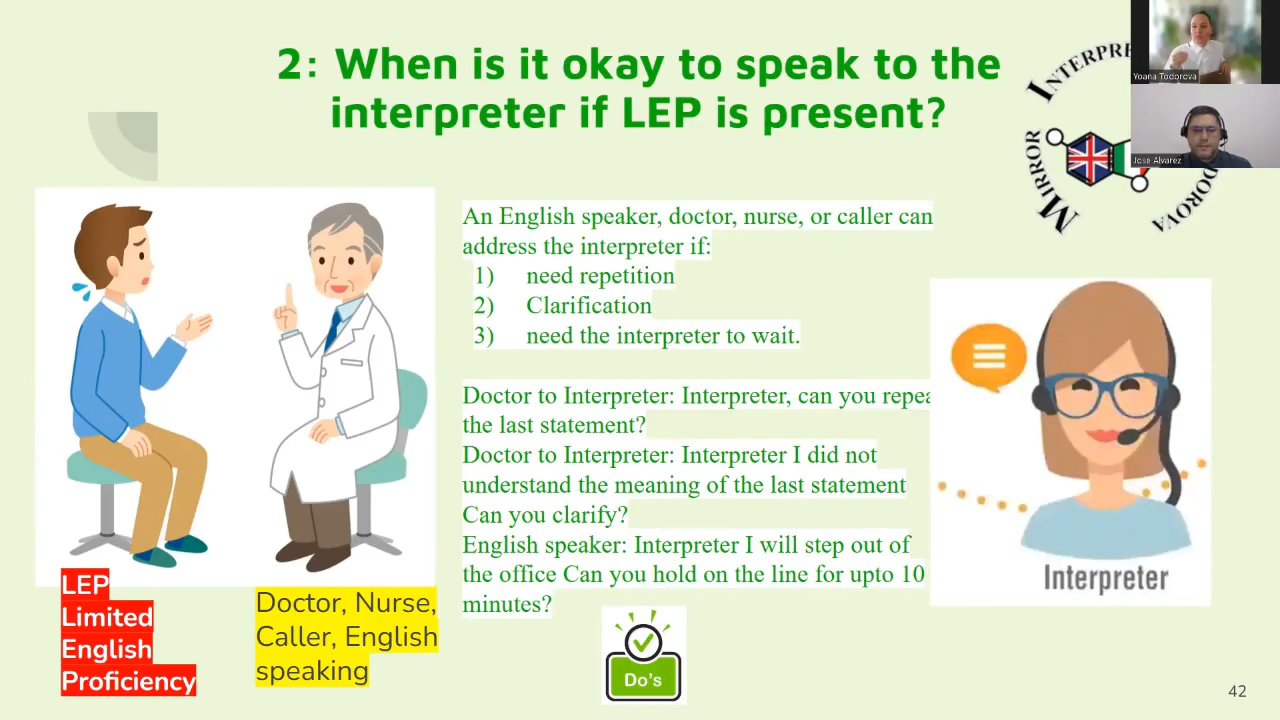 2: When is it okay to speak to the
interpreter if LEP is present?
Yoana Todorova
Jose Alvarez
INTERPRE
MIRROR
DOROVA
An English speaker, doctor, nurse, or caller can
address the interpreter if:
1) need repetition
2) Clarification
3) need the interpreter to wait.
Doctor to Interpreter: Interpreter, can you repea
the last statement?
Doctor to Interpreter: Interpreter I did not
understand the meaning of the last statement
Can you clarify?
English speaker: Interpreter I will step out of
the office Can you hold on the line for upto 10
minutes?
Interpreter
LEP
Limited
English
Proficiency
Doctor, Nurse,
Caller, English
speaking
Do's
42